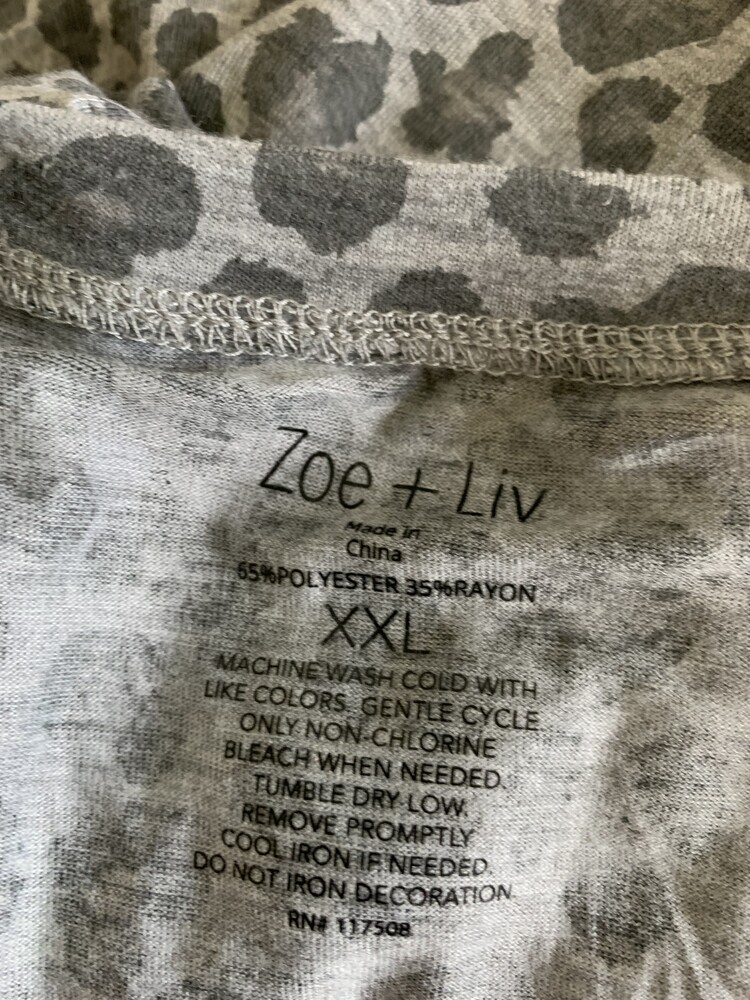 Zoe + Liv
Made in
China
65%POLYESTER 35%RAYON
XXL
MACHINE WASH COLD WITH
LIKE COLORS. GENTLE CYCLE
ONLY NON-CHLORINE
BLEACH WHEN NEEDED.
TUMBLE DRY LOW.
REMOVE PROMPTLY
COOL IRON IF NEEDED.
DO NOT IRON DECORATION
RN# 117508